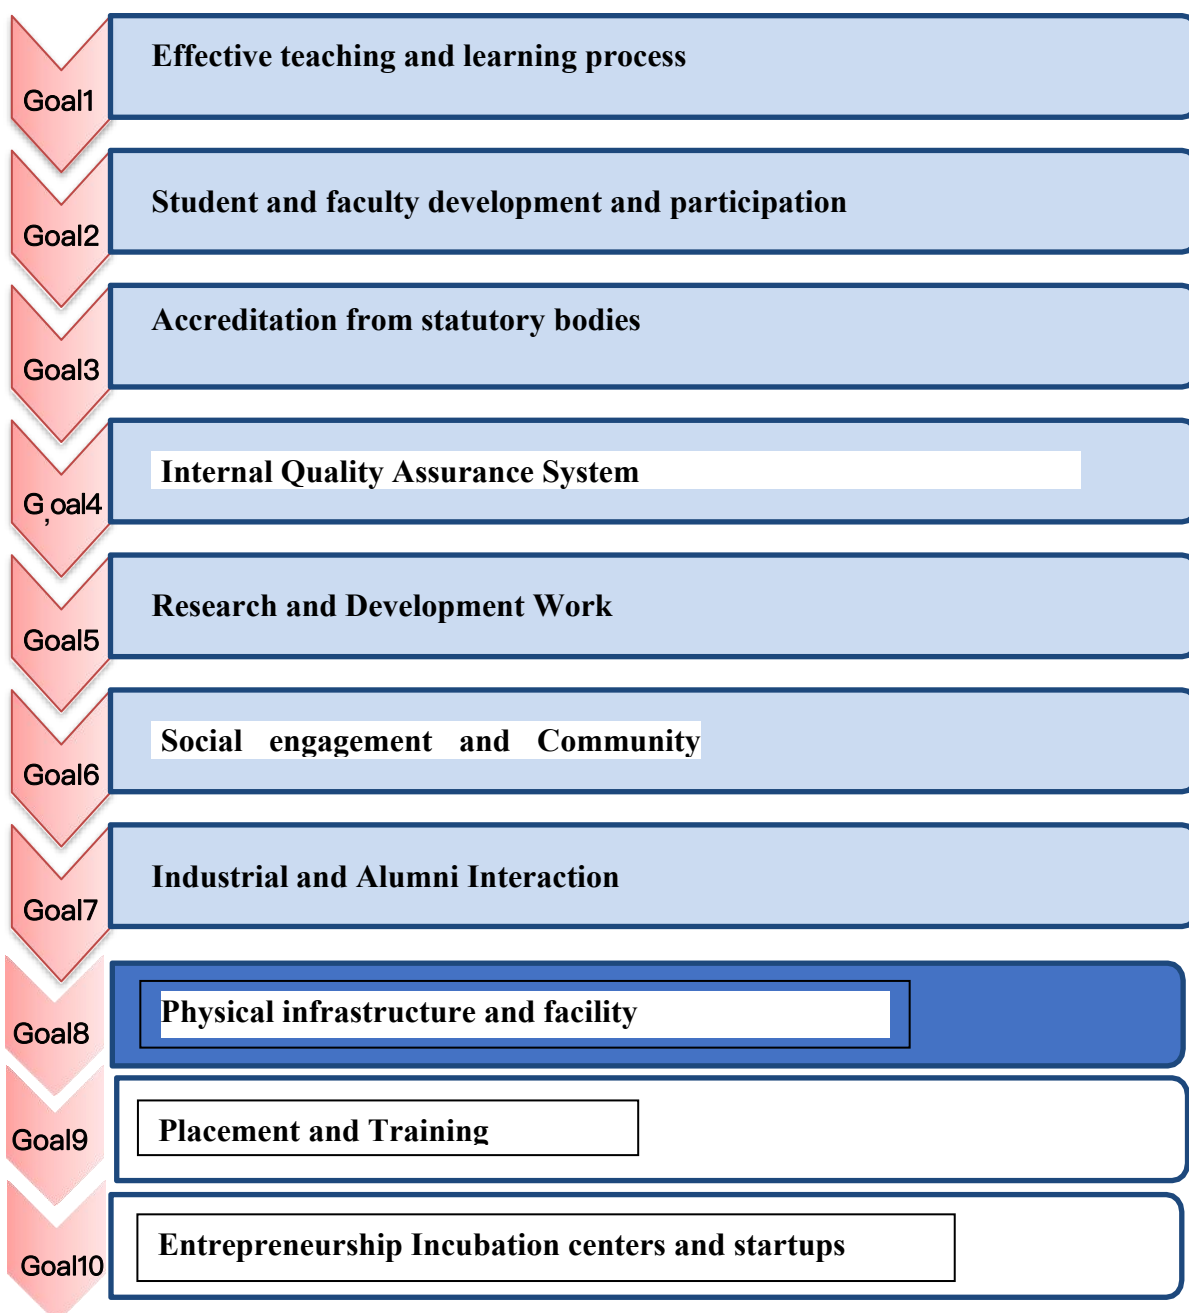 Effective teaching and learning process
Goal1
Student and faculty development and participation
Goal2
Accreditation from statutory bodies
Goal3
Internal Quality Assurance System
G,oal4
Research and Development Work
Goal5
Social engagement and Community
Goal6
Industrial and Alumni Interaction
Goal7
Physical infrastructure and facility
Goal8
Placement and Training
Goal9
Entrepreneurship Incubation centers and startups
Goal10